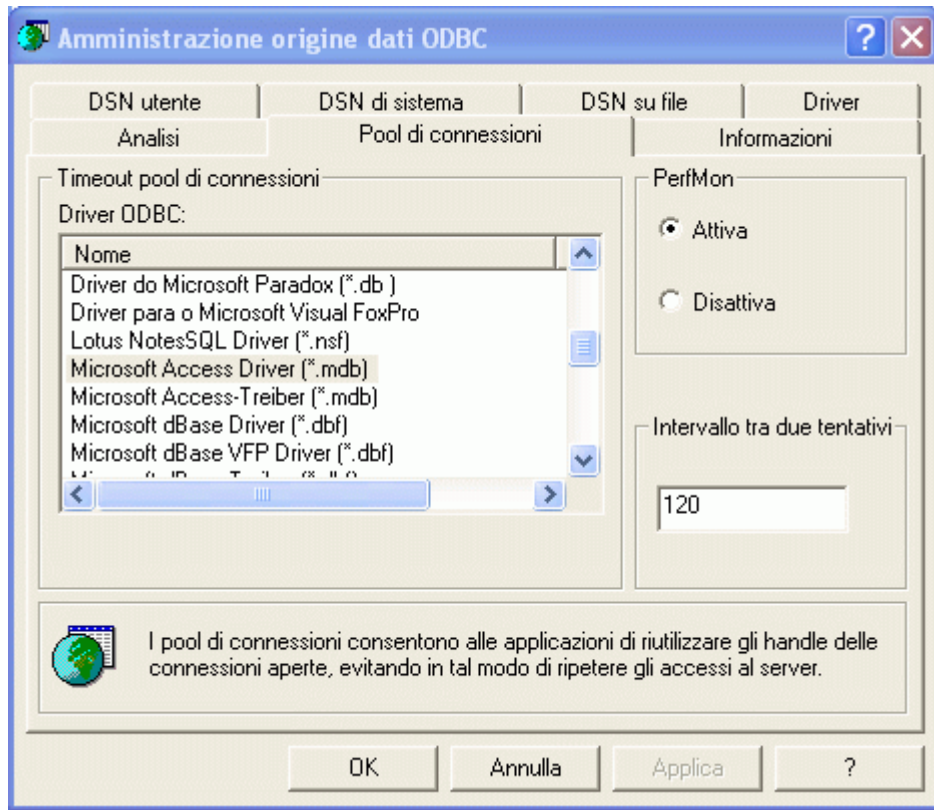 Amministrazione origine dati ODBC
DSN utente
DSN di sistema
DSN su file
Driver
Analisi
Pool di connessioni
Informazioni
Timeout pool di connessioni
Driver ODBC:
Nome
Driver do Microsoft Paradox (*.db )
Driver para o Microsoft Visual FoxPro
Lotus NotesSQL Driver (*.nsf)
Microsoft Access Driver (*.mdb)
Microsoft Access-Treiber (*.mdb)
Microsoft dBase Driver (*.dbf)
Microsoft dBase VFP Driver (*.dbf)
PerfMon
Attiva
Disattiva
Intervallo tra due tentativi
120
I pool di connessioni consentono alle applicazioni di riutilizzare gli handle delle
connessioni aperte, evitando in tal modo di ripetere gli accessi al server.
OK
Annulla
Applica
?